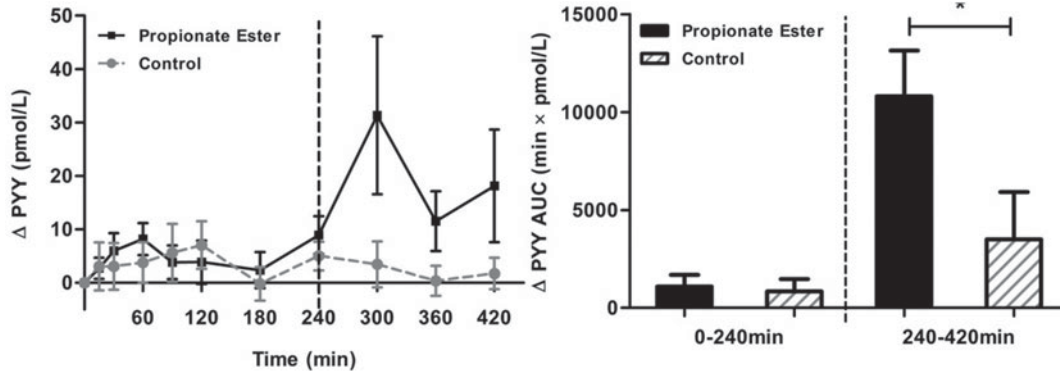 Δ PYY (pmol/L)
50
40
30
20
10
0
Propionate Ester
Control
60 120 180 240 300 360 420
Time (min)
Δ PYY AUC (min × pmol/L)
15000
10000
5000
0
Propionate Ester
Control
*
0-240min 240-420min